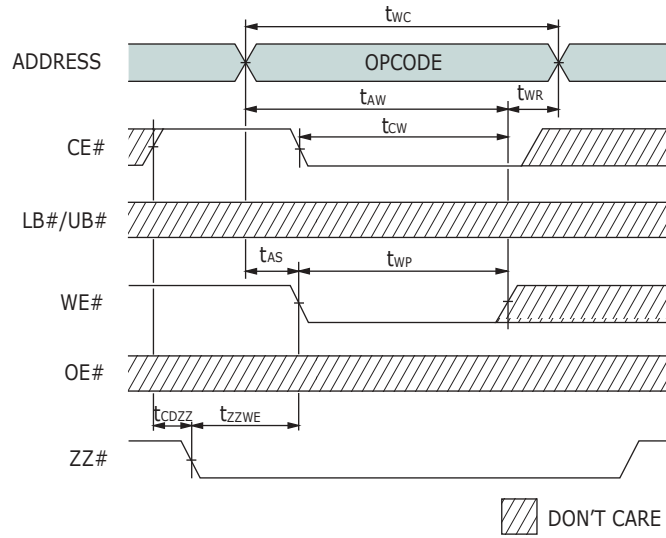 tWC
ADDRESS
OPCODE
tAW
tWR
tCW
CE#
LB#/UB#
tAS
tWP
WE#
OE#
tCDZZ
tZZWE
ZZ#
DON'T CARE